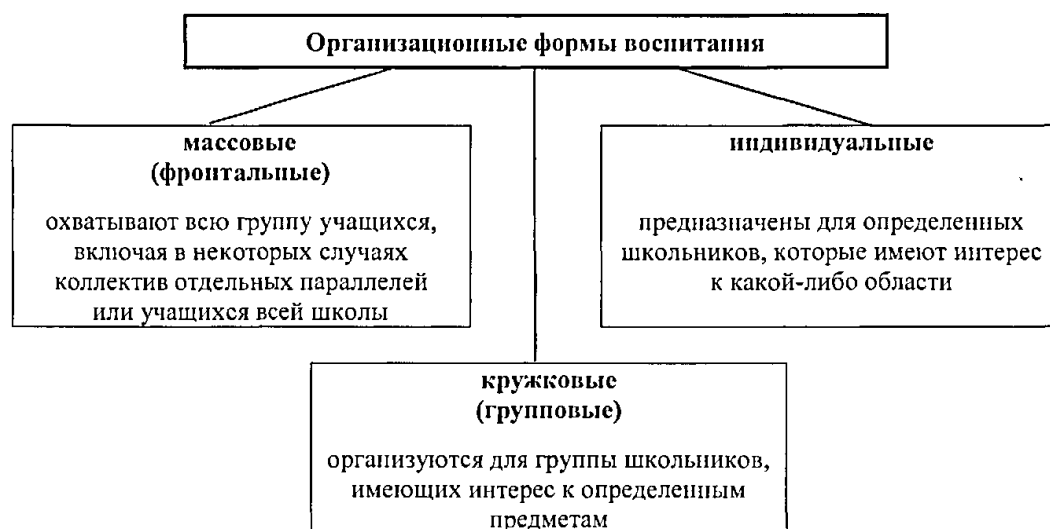 Организационные формы воспитания
массовые
(фронтальные)
охватывают всю группу учащихся,
включая в некоторых случаях
коллектив отдельных параллелей
или учащихся всей школы
индивидуальные
предназначены для определенных
школьников, которые имеют интерес
к какой-либо области
кружковые
(групповые)
организуются для группы школьников,
имеющих интерес к определенным
предметам